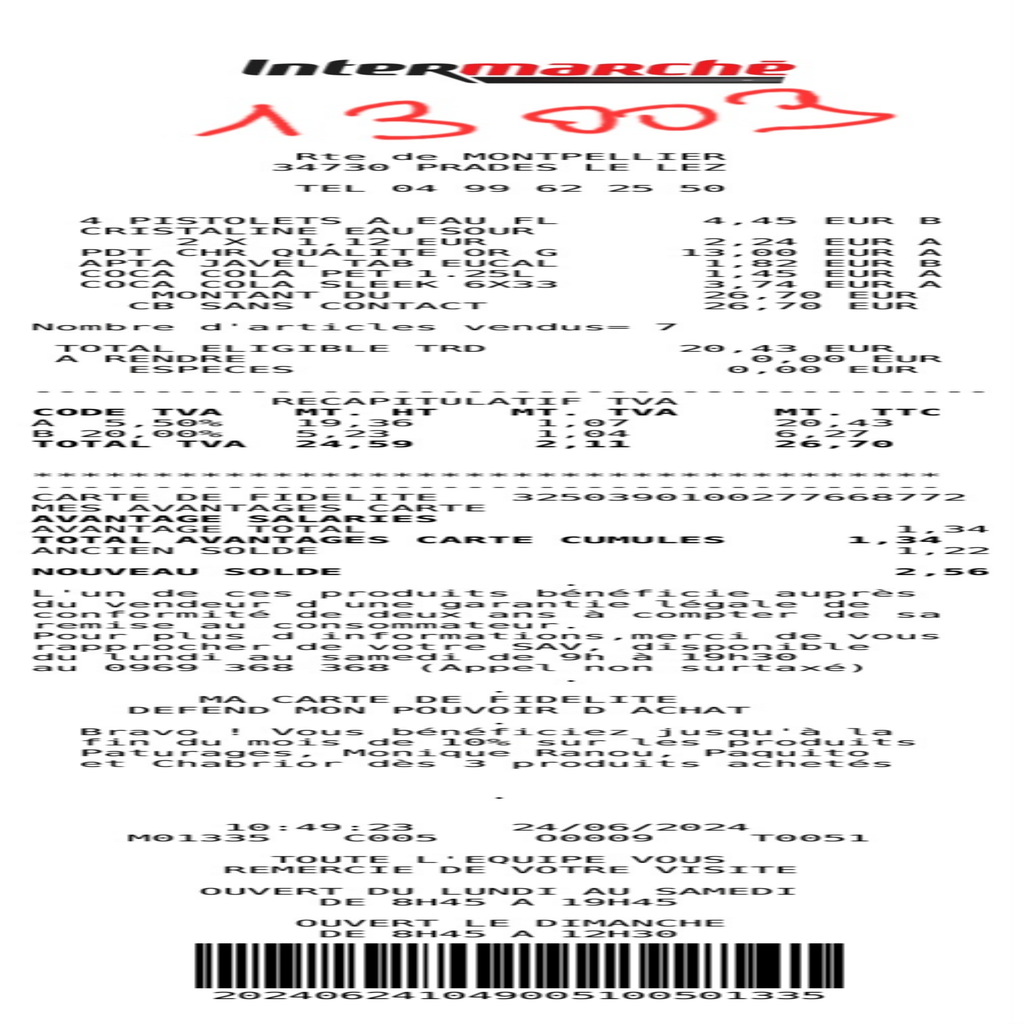 Intermarché
13 003
Rte de MONTPELLIER
34730 PRADES LE LEZ
TEL 04 99 62 25 50
4 PISTOLETS A EAU FL 4,45 EUR B
CRISTALINE EAU SOUR
2 X 1,12 EUR 2,24 EUR A
PDT CHR QUALITE OR G 13,00 EUR A
APTA JAVEL TAB EUCAL 1,82 EUR B
COCA COLA PET 1.25L 1,45 EUR A
COCA COLA SLEEK 6X33 3,74 EUR A
MONTANT DU 26,70 EUR
CB SANS CONTACT 26,70 EUR
Nombre d'articles vendus= 7
TOTAL ELIGIBLE TRD 20,43 EUR
A RENDRE 0,00 EUR
ESPECES 0,00 EUR
----------------------------------------
RECAPITULATIF TVA
CODE TVA MT. HT MT. TVA MT. TTC
A 5,50% 19,36 1,07 20,43
B 20,00% 5,23 1,04 6,27
TOTAL TVA 24,59 2,11 26,70
**************************************
--------------------------------------
CARTE DE FIDELITE 3250390100277668772
MES AVANTAGES CARTE
AVANTAGE SALARIES
AVANTAGE TOTAL 1,34
TOTAL AVANTAGES CARTE CUMULES 1,34
ANCIEN SOLDE 1,22
NOUVEAU SOLDE 2,56
.
L'un de ces produits bénéficie auprès
du vendeur d'une garantie légale de
conformité de deux ans à compter de sa
remise au consommateur.
Pour plus d'informations,merci de vous
rapprocher de votre SAV, disponible
du lundi au samedi de 9h à 19h30
au 0969 368 368 (Appel non surtaxé)
.
.
MA CARTE DE FIDELITE
DEFEND MON POUVOIR D'ACHAT
.
Bravo ! Vous bénéficiez jusqu'à la
fin du mois de 10% sur les produits
Paturages, Monique Ranou, Paquito
et Chabrior dès 3 produits achetés
.
10:49:23 24/06/2024
M01335 C005 00009 T0051
TOUTE L'EQUIPE VOUS
REMERCIE DE VOTRE VISITE
OUVERT DU LUNDI AU SAMEDI
DE 8H45 A 19H45
OUVERT LE DIMANCHE
DE 8H45 A 12H30
20240624104900510050​1335